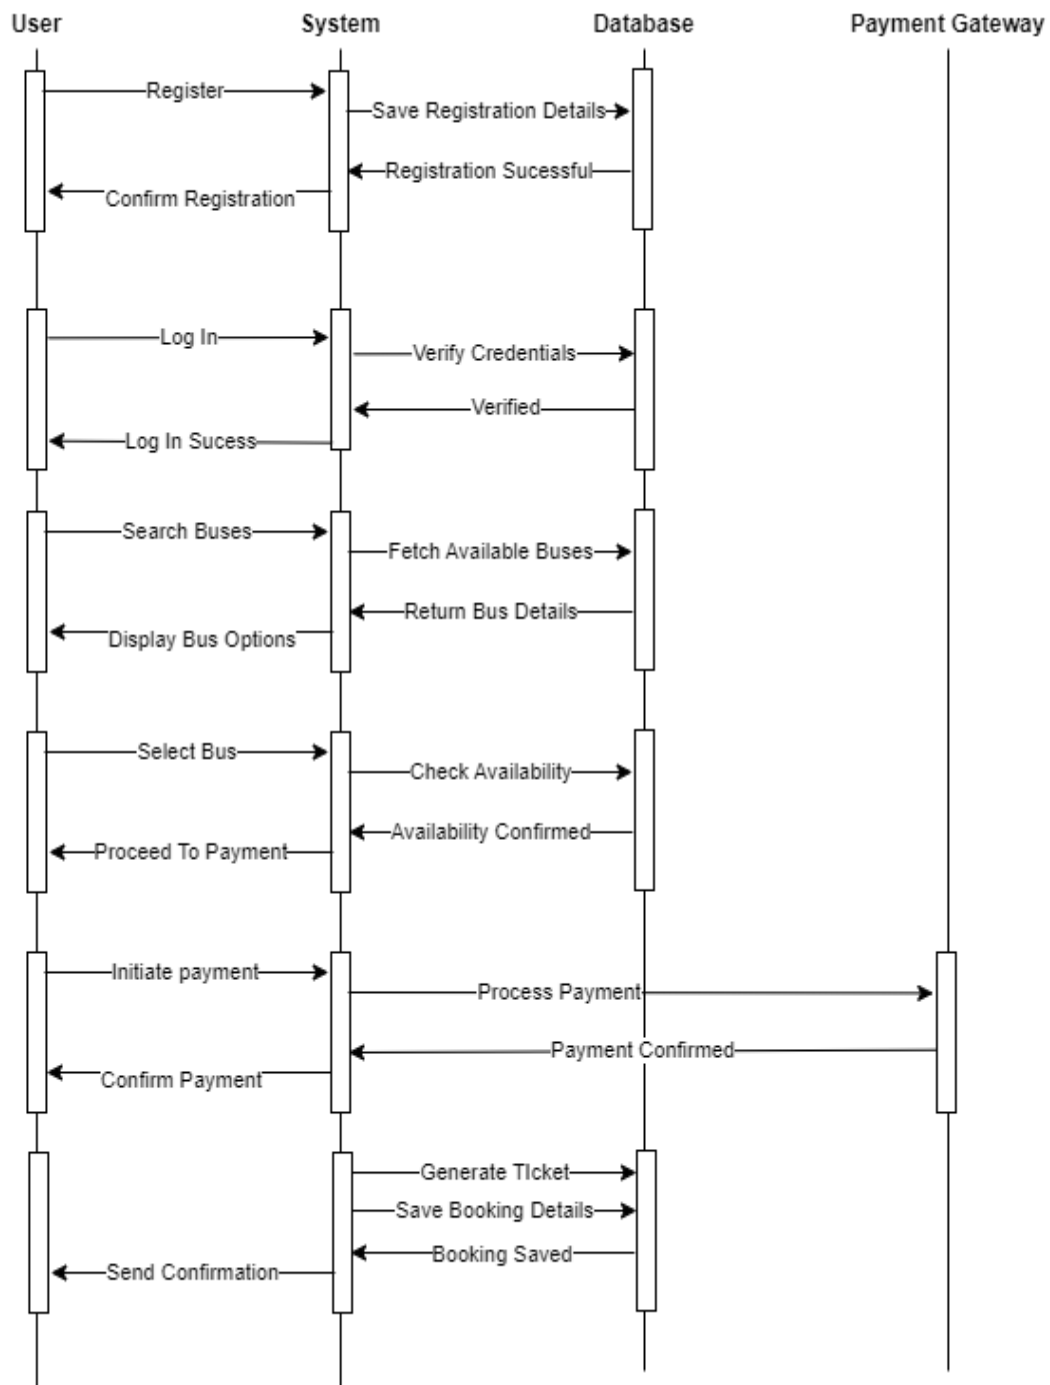 User
System
Database
Payment Gateway
Register
Save Registration Details
Registration Sucessful
Confirm Registration
Log In
Verify Credentials
Verified
Log In Sucess
Search Buses
Fetch Available Buses
Return Bus Details
Display Bus Options
Select Bus
Check Availability
Availability Confirmed
Proceed To Payment
Initiate payment
Process Payment
Payment Confirmed
Confirm Payment
Generate TIcket
Save Booking Details
Booking Saved
Send Confirmation